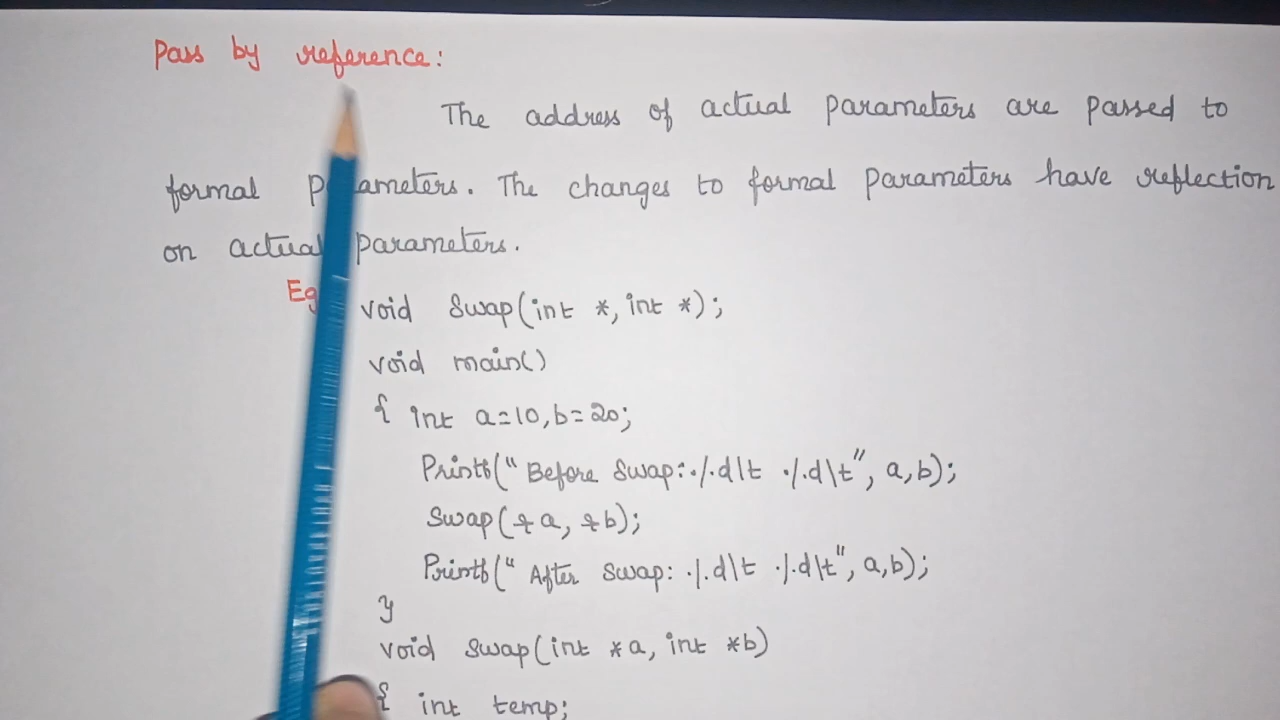 Pass by reference:
The address of actual parameters are passed to
formal parameters. The changes to formal parameters have reflection
on actual parameters.
Eg void Swap(int *, int *);
void main()
{ int a=10, b=20;
Printf("Before Swap: %d\t %d\t", a,b);
Swap(&a, &b);
Printf("After Swap: %d\t %d\t", a,b);
}
void Swap(int *a, int *b)
{ int temp;